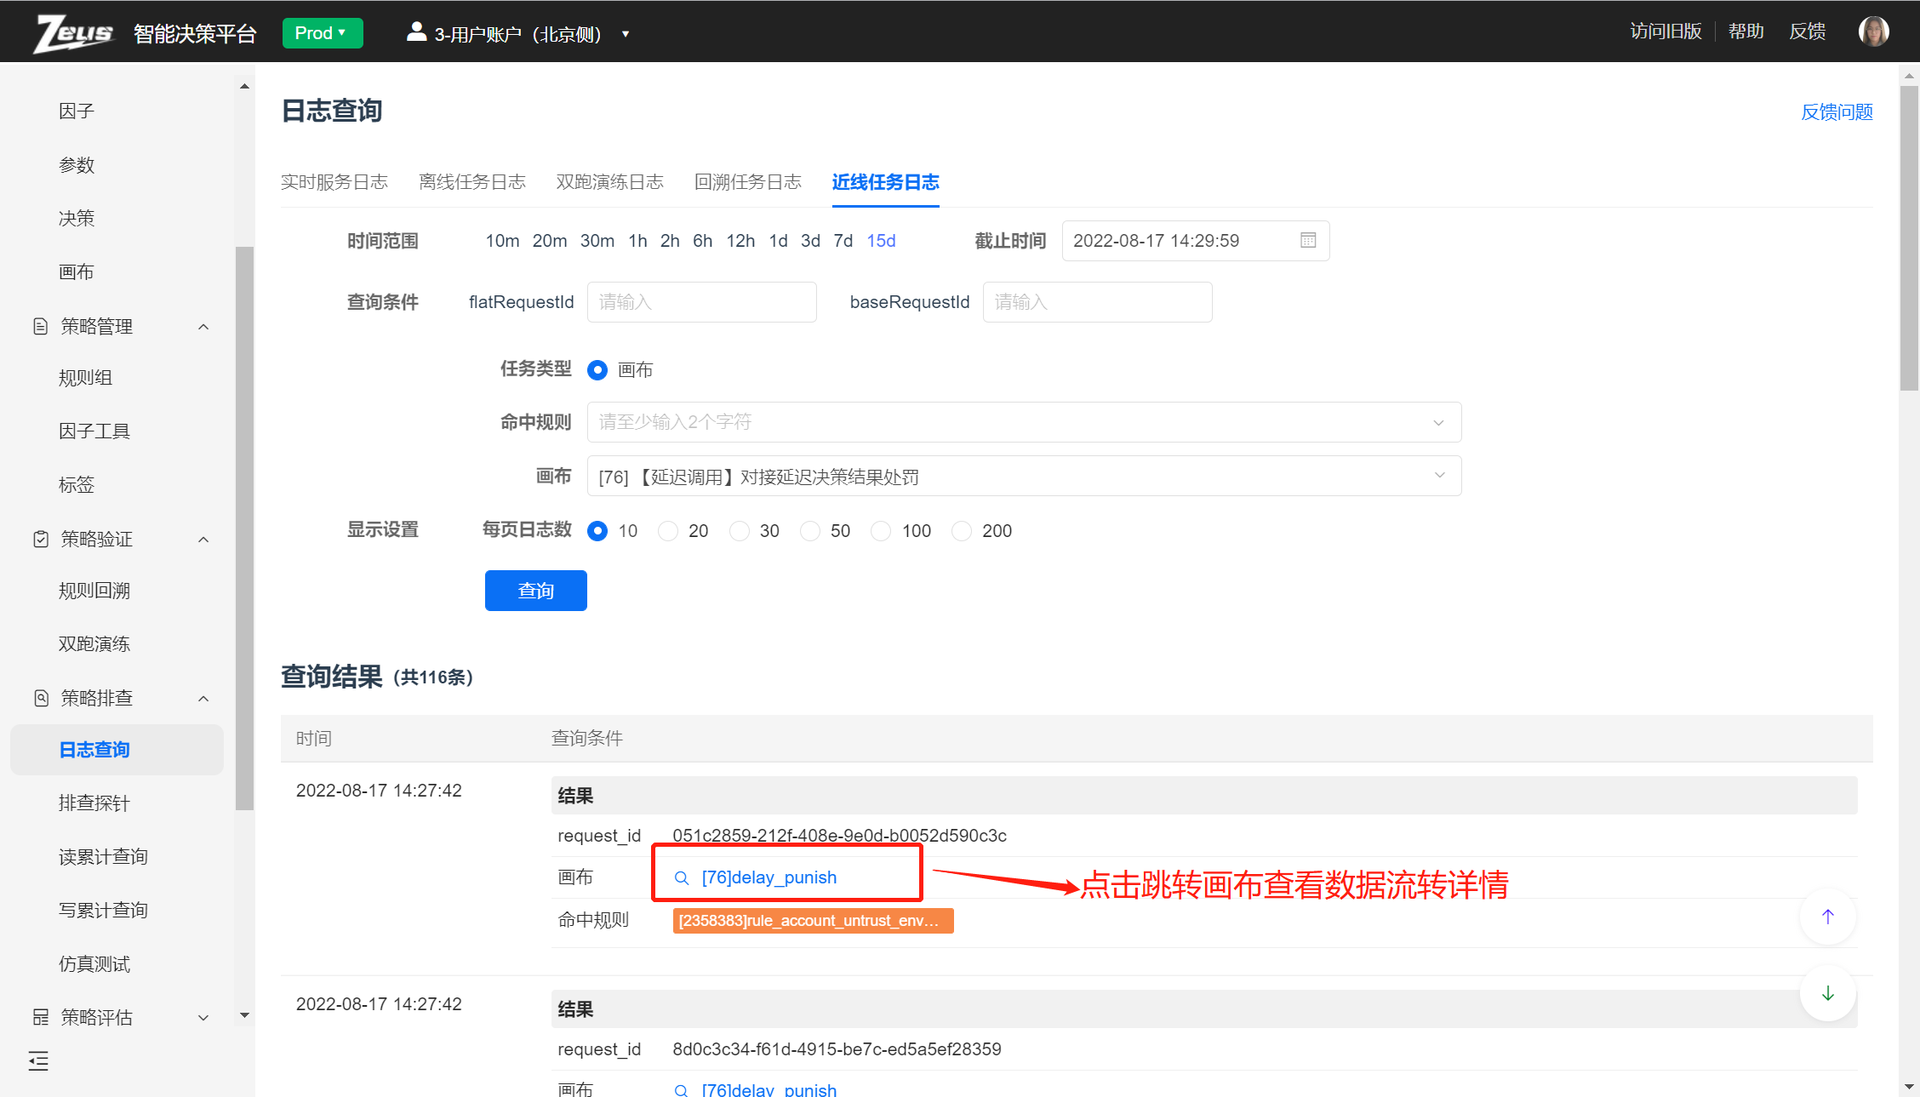 Zeus 智能决策平台 Prod 3-用户账户（北京侧） 访问旧版 帮助 反馈
因子
参数
决策
画布
策略管理
规则组
因子工具
标签
策略验证
规则回溯
双跑演练
策略排查
日志查询
排查探针
读累计查询
写累计查询
仿真测试
策略评估
日志查询
反馈问题
实时服务日志 离线任务日志 双跑演练日志 回溯任务日志 近线任务日志
时间范围 10m 20m 30m 1h 2h 6h 12h 1d 3d 7d 15d 截止时间 2022-08-17 14:29:59
查询条件 flatRequestId 请输入 baseRequestId 请输入
任务类型 画布
命中规则 请至少输入2个字符
画布 [76] 【延迟调用】对接延迟决策结果处罚
显示设置 每页日志数 10 20 30 50 100 200
查询
查询结果（共116条）
时间 查询条件
2022-08-17 14:27:42 结果
request_id 051c2859-212f-408e-9e0d-b0052d590c3c
画布 [76]delay_punish 点击跳转画布查看数据流转详情
命中规则 [2358383]rule_account_untrust_env...
2022-08-17 14:27:42 结果
request_id 8d0c3c34-f61d-4915-be7c-ed5a5ef28359
画布 [76]delay_punish